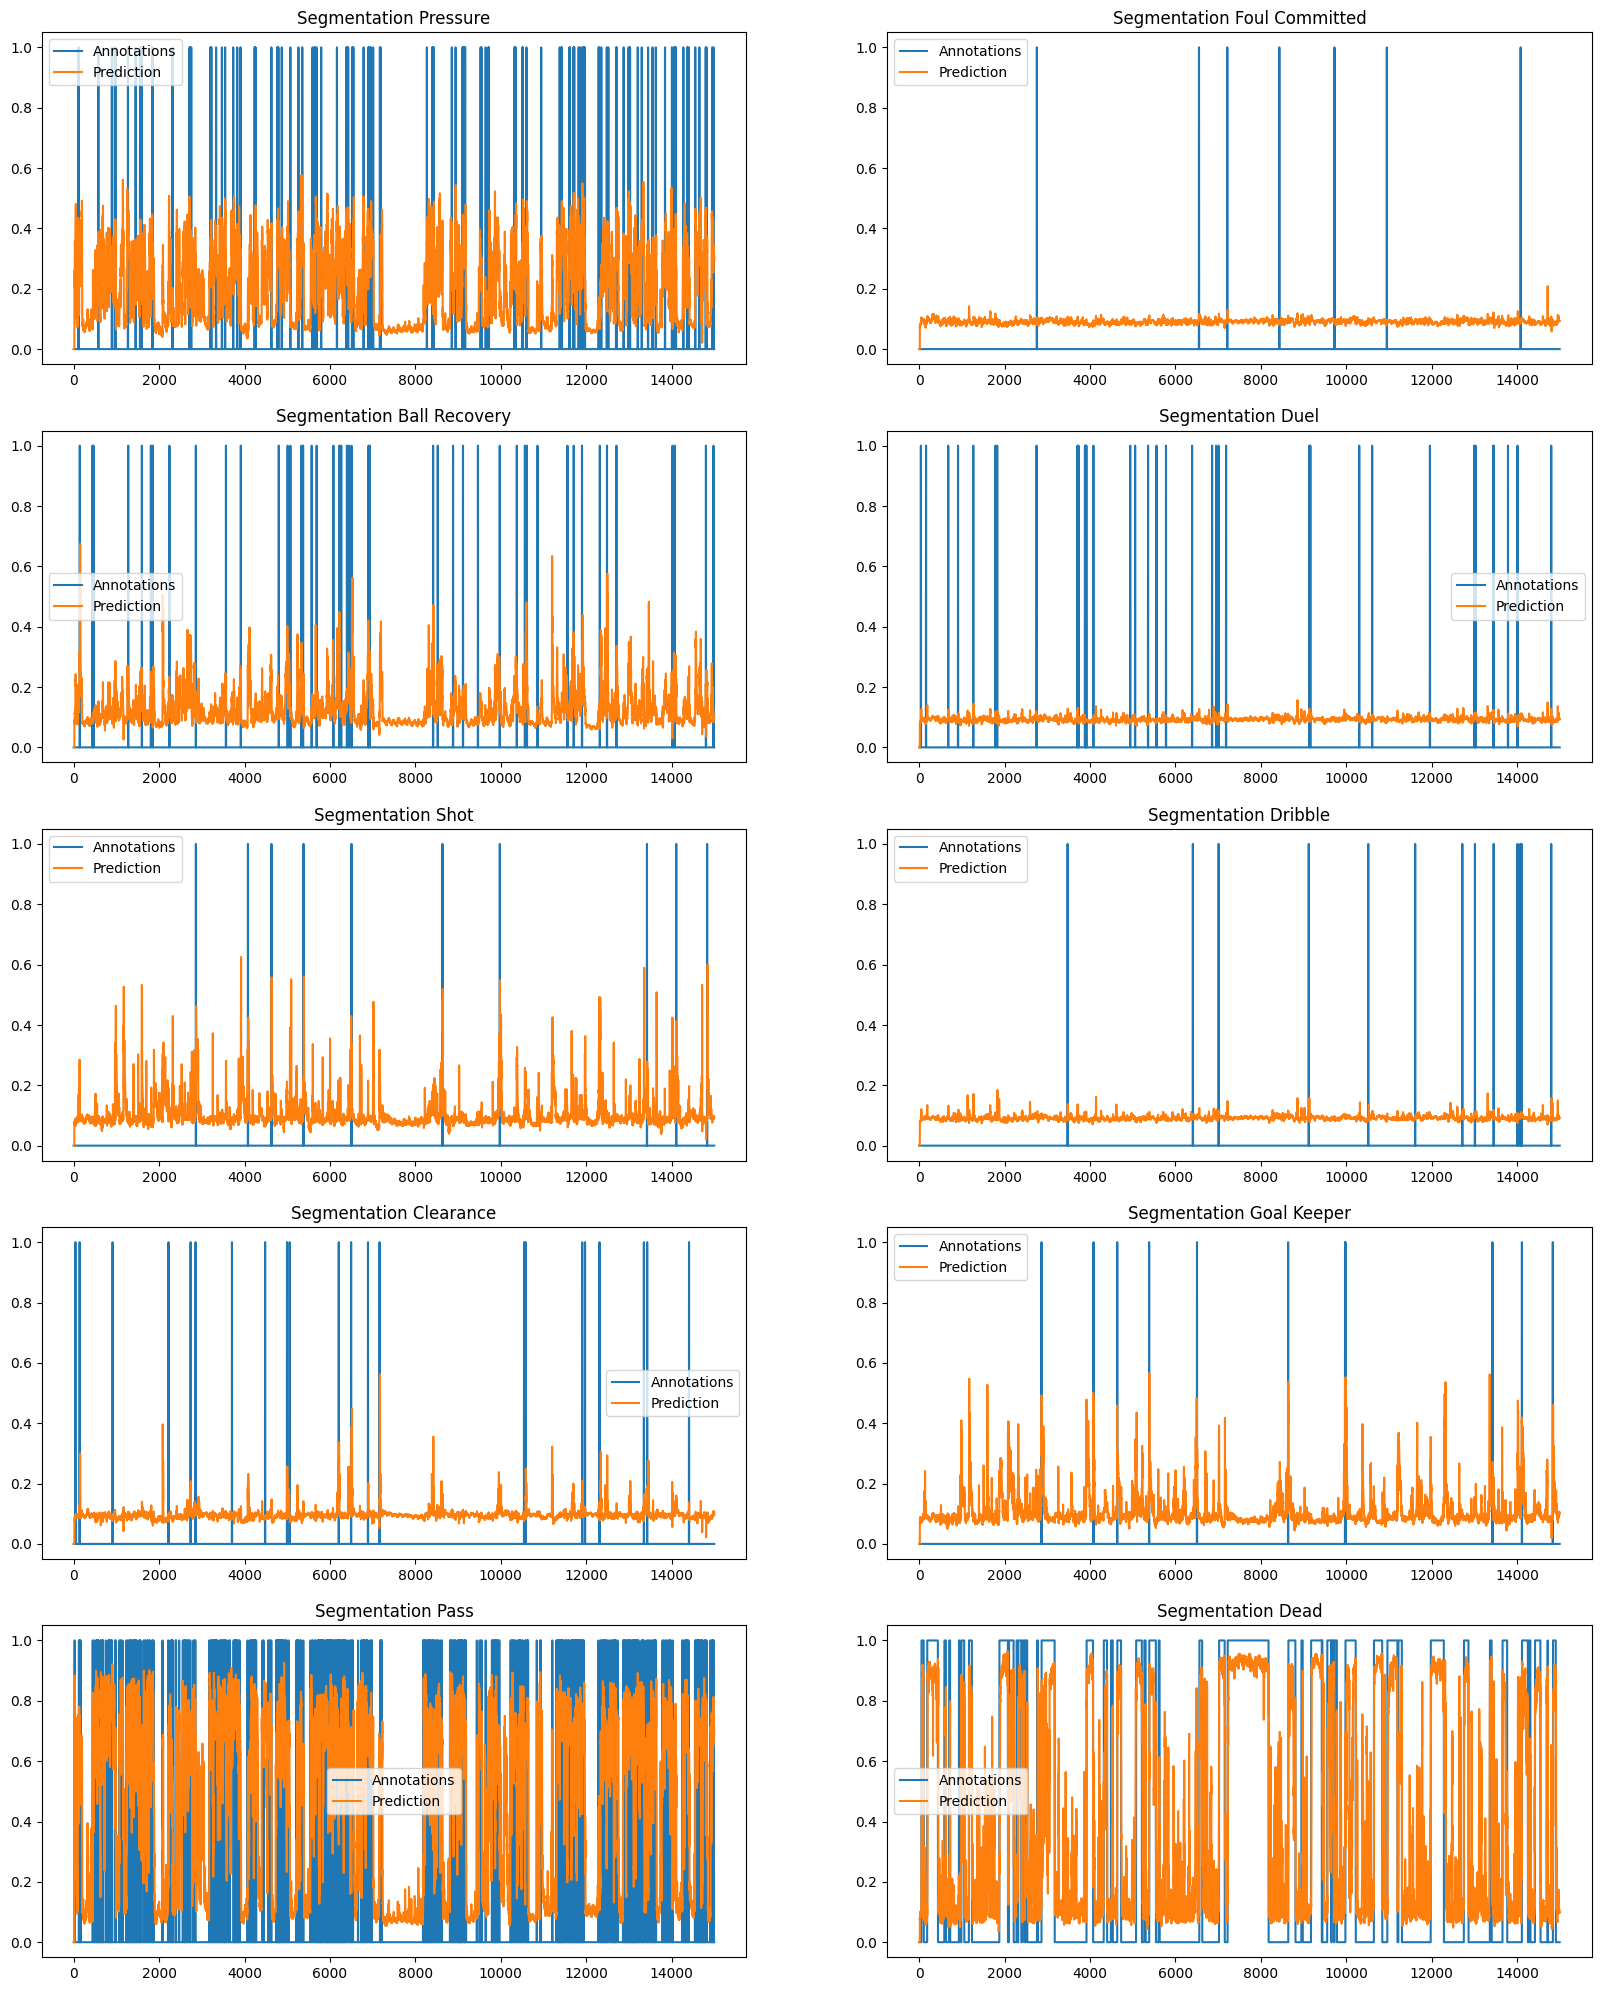 Segmentation Pressure
1.0
0.8
0.6
0.4
0.2
0.0
Annotations
Prediction
0 2000 4000 6000 8000 10000 12000 14000
Segmentation Foul Committed
1.0
0.8
0.6
0.4
0.2
0.0
Annotations
Prediction
0 2000 4000 6000 8000 10000 12000 14000
Segmentation Ball Recovery
1.0
0.8
0.6
0.4
0.2
0.0
Annotations
Prediction
0 2000 4000 6000 8000 10000 12000 14000
Segmentation Duel
1.0
0.8
0.6
0.4
0.2
0.0
Annotations
Prediction
0 2000 4000 6000 8000 10000 12000 14000
Segmentation Shot
1.0
0.8
0.6
0.4
0.2
0.0
Annotations
Prediction
0 2000 4000 6000 8000 10000 12000 14000
Segmentation Dribble
1.0
0.8
0.6
0.4
0.2
0.0
Annotations
Prediction
0 2000 4000 6000 8000 10000 12000 14000
Segmentation Clearance
1.0
0.8
0.6
0.4
0.2
0.0
Annotations
Prediction
0 2000 4000 6000 8000 10000 12000 14000
Segmentation Goal Keeper
1.0
0.8
0.6
0.4
0.2
0.0
Annotations
Prediction
0 2000 4000 6000 8000 10000 12000 14000
Segmentation Pass
1.0
0.8
0.6
0.4
0.2
0.0
Annotations
Prediction
0 2000 4000 6000 8000 10000 12000 14000
Segmentation Dead
1.0
0.8
0.6
0.4
0.2
0.0
Annotations
Prediction
0 2000 4000 6000 8000 10000 12000 14000